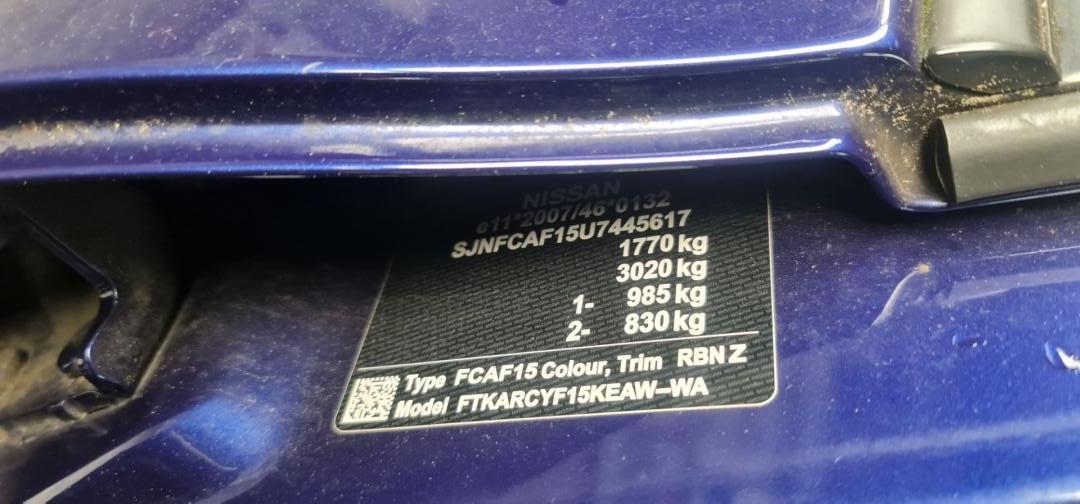 NISSAN
e11*2007/46*0132
SJNFCAF15U7445617
1770 kg
3020 kg
1- 985 kg
2- 830 kg
Type FCAF15 Colour, Trim RBN Z
Model FTKARCYF15KEAW-WA